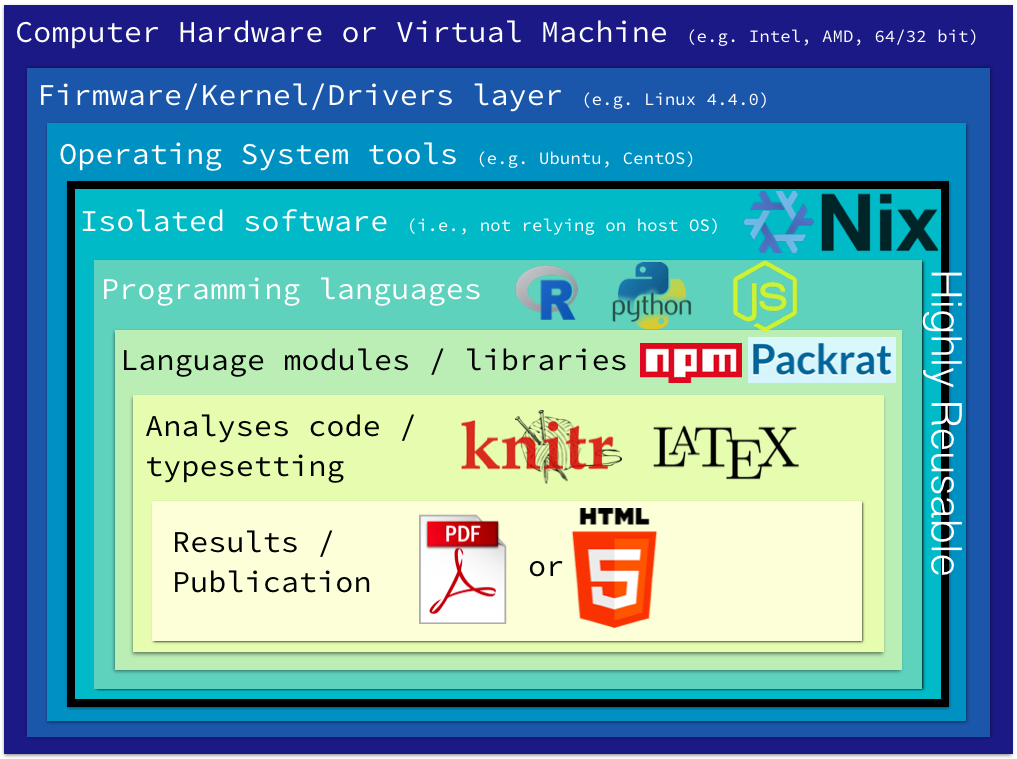 Computer Hardware or Virtual Machine (e.g. Intel, AMD, 64/32 bit)
Firmware/Kernel/Drivers layer (e.g. Linux 4.4.0)
Operating System tools (e.g. Ubuntu, CentOS)
Isolated software (i.e., not relying on host OS) Nix
Programming languages R python JS
Language modules / libraries npm Packrat
Analyses code /
typesetting
knitr LATEX
Results /
Publication
PDF or HTML
5
Highly Reusable